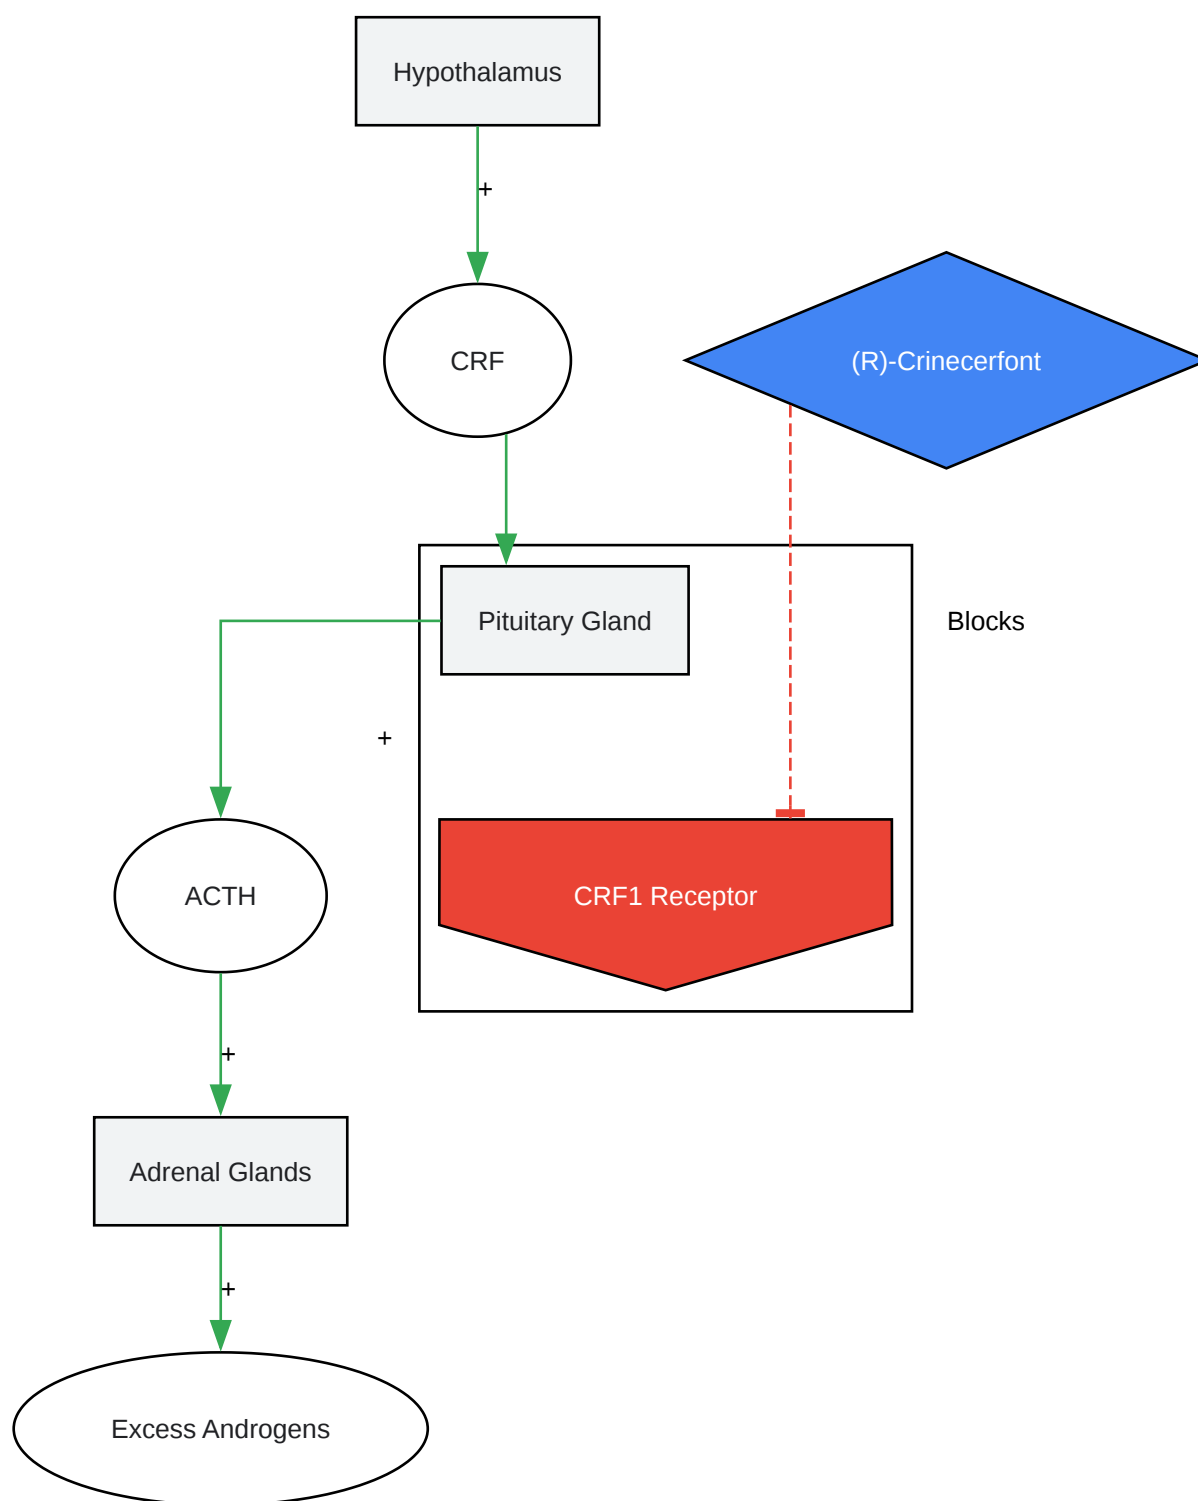 Hypothalamus
+
CRF
(R)-Crinecerfont
Pituitary Gland
Blocks
+
ACTH
CRF1 Receptor
+
Adrenal Glands
+
Excess Androgens